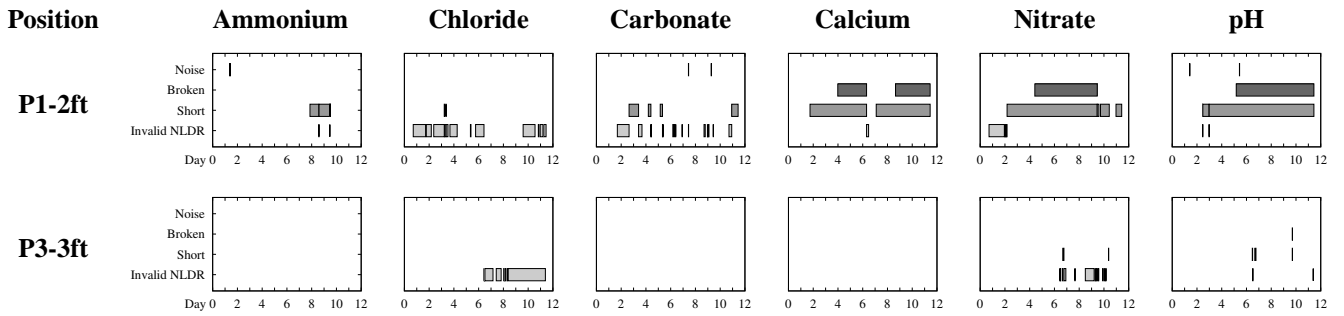 Position Ammonium Chloride Carbonate Calcium Nitrate pH
P1-2ft
Noise
Broken
Short
Invalid NLDR
Day 0 2 4 6 8 10 12 0 2 4 6 8 10 12 0 2 4 6 8 10 12 0 2 4 6 8 10 12 0 2 4 6 8 10 12 0 2 4 6 8 10 12
P3-3ft
Noise
Broken
Short
Invalid NLDR
Day 0 2 4 6 8 10 12 0 2 4 6 8 10 12 0 2 4 6 8 10 12 0 2 4 6 8 10 12 0 2 4 6 8 10 12 0 2 4 6 8 10 12